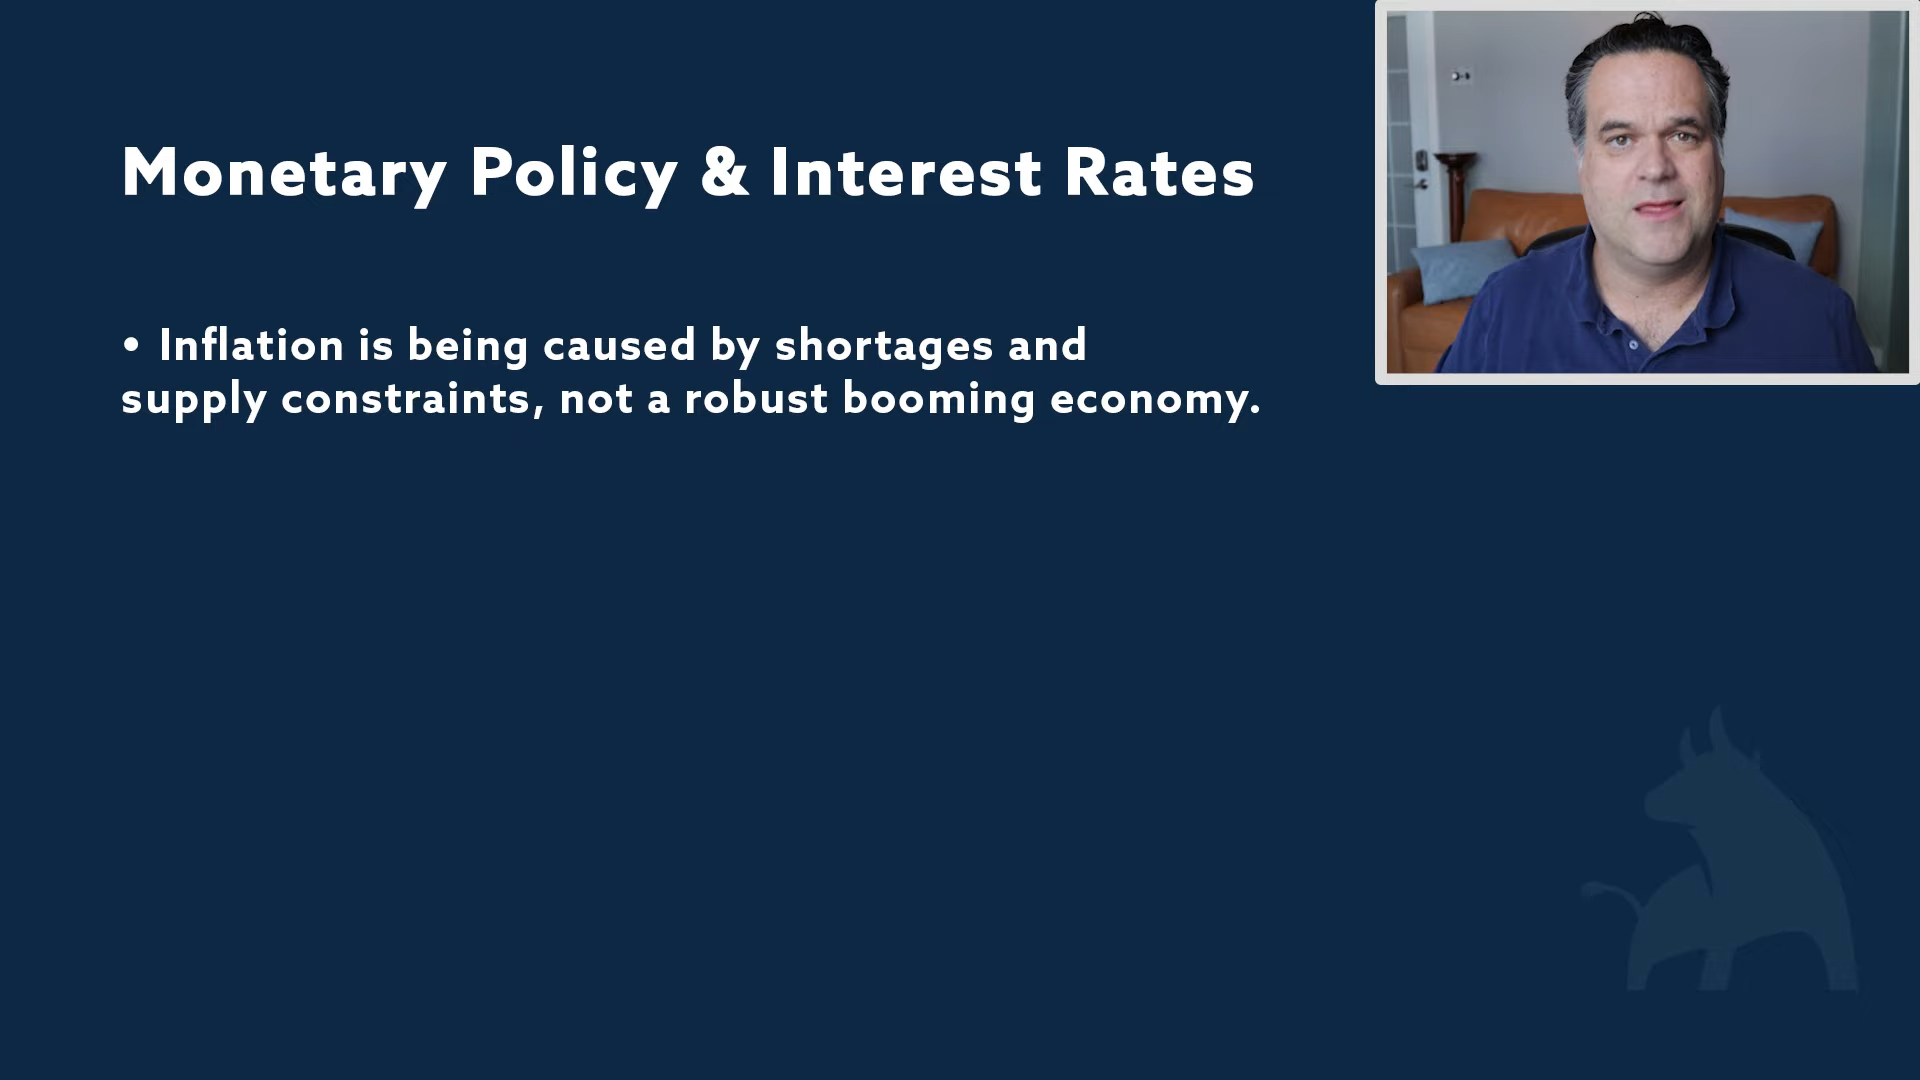 Monetary Policy & Interest Rates
• Inflation is being caused by shortages and
supply constraints, not a robust booming economy.